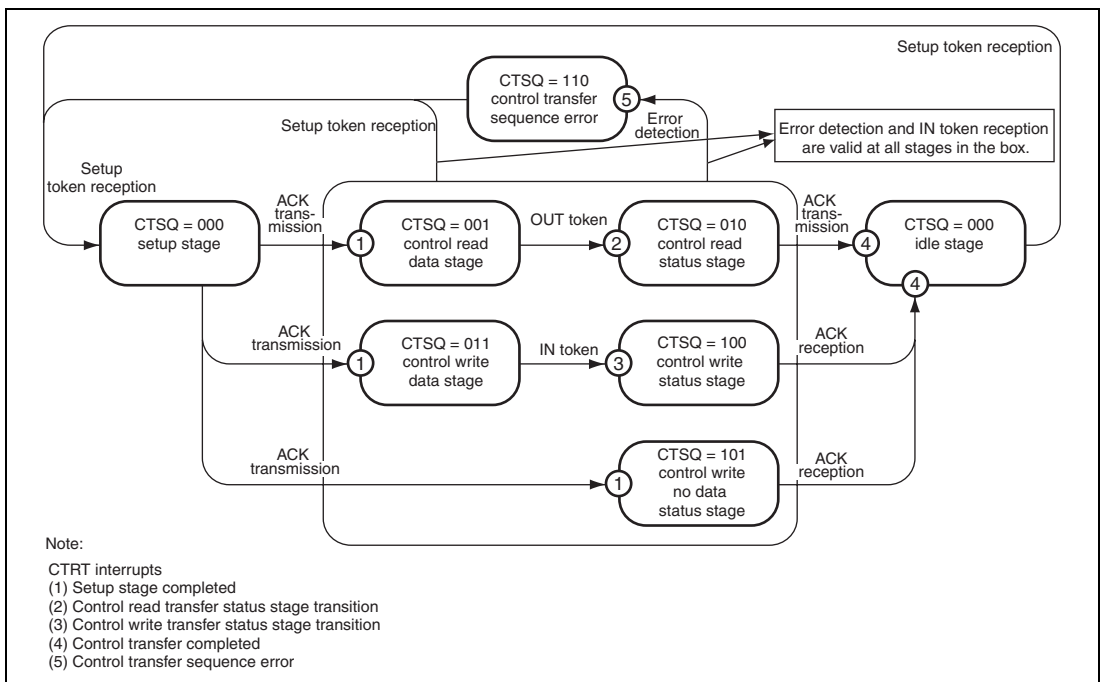 Setup token reception
CTSQ = 110
control transfer
sequence error
5
Setup token reception
Error
detection
Error detection and IN token reception
are valid at all stages in the box.
Setup
token reception
CTSQ = 000
setup stage
ACK
trans-
mission
1
CTSQ = 001
control read
data stage
OUT token
2
CTSQ = 010
control read
status stage
ACK
trans-
mission
4
CTSQ = 000
idle stage
4
ACK
transmission
1
CTSQ = 011
control write
data stage
IN token
3
CTSQ = 100
control write
status stage
ACK
reception
ACK
transmission
1
CTSQ = 101
control write
no data
status stage
ACK
reception
Note:
CTRT interrupts
(1) Setup stage completed
(2) Control read transfer status stage transition
(3) Control write transfer status stage transition
(4) Control transfer completed
(5) Control transfer sequence error